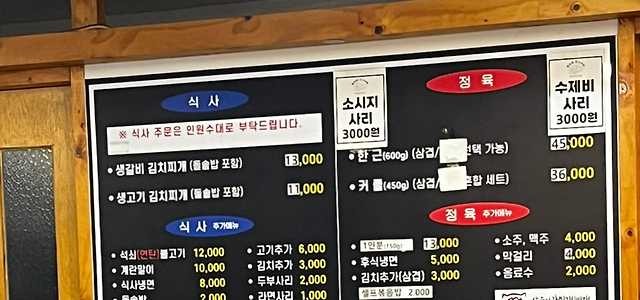 식사
※ 식사 주문은 인원수대로 부탁드립니다.
• 생갈비 김치찌개 (돌솥밥 포함) 13,000
• 생고기 김치찌개 (돌솥밥 포함) 11,000
식사 추가메뉴
• 석쇠(연탄)불고기 12,000
• 계란말이 10,000
• 식사냉면 8,000
• 돌솥밥 2,000
• 고기추가 6,000
• 김치추가 3,000
• 두부사리 2,000
• 라면사리 1,000
소시지
사리
3000원
정육
수제비
사리
3000원
• 한 근(600g) (삼겹/ 선택 가능) 45,000
• 커플(450g) (삼겹/ 혼합 세트) 36,000
정육 추가메뉴
• 1인분(150g) 13,000
• 후식냉면 5,000
• 김치추가(삼겹) 3,000
셀프볶음밥 2,000
• 소주, 맥주 4,000
• 막걸리 4,000
• 음료수 2,000